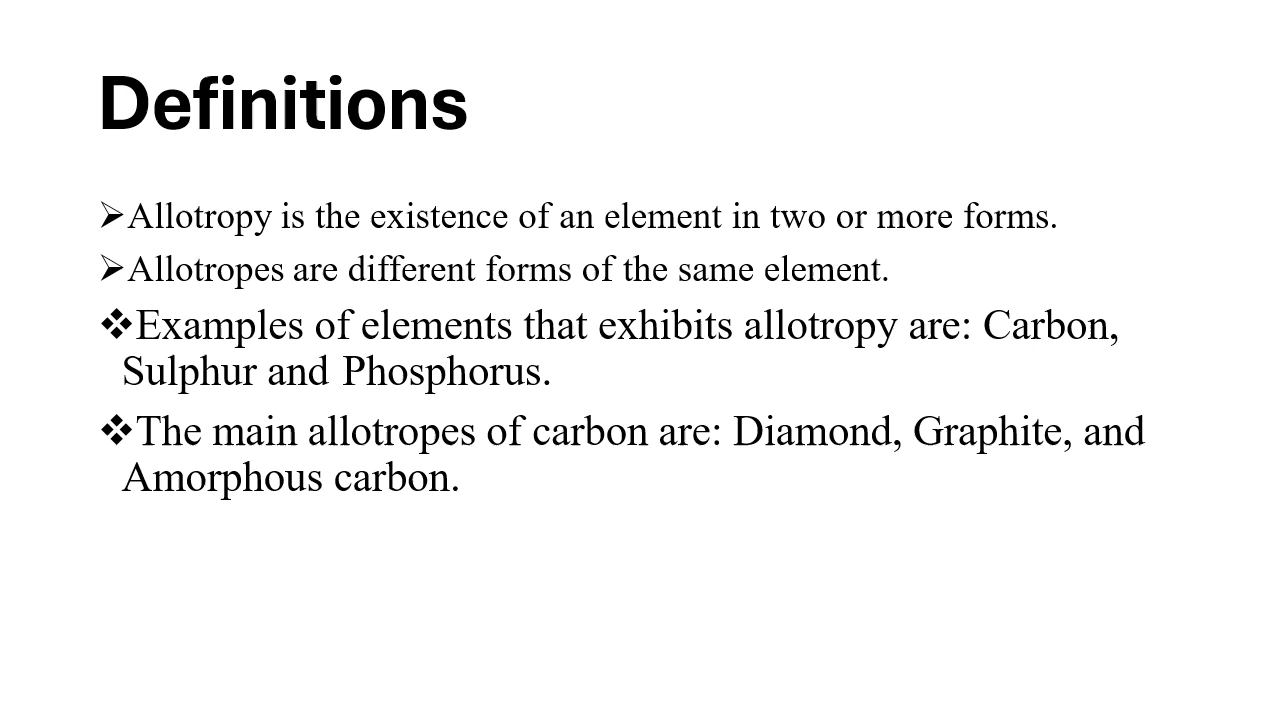 Definitions
➢Allotropy is the existence of an element in two or more forms.
➢Allotropes are different forms of the same element.
❖Examples of elements that exhibits allotropy are: Carbon,
Sulphur and Phosphorus.
❖The main allotropes of carbon are: Diamond, Graphite, and
Amorphous carbon.